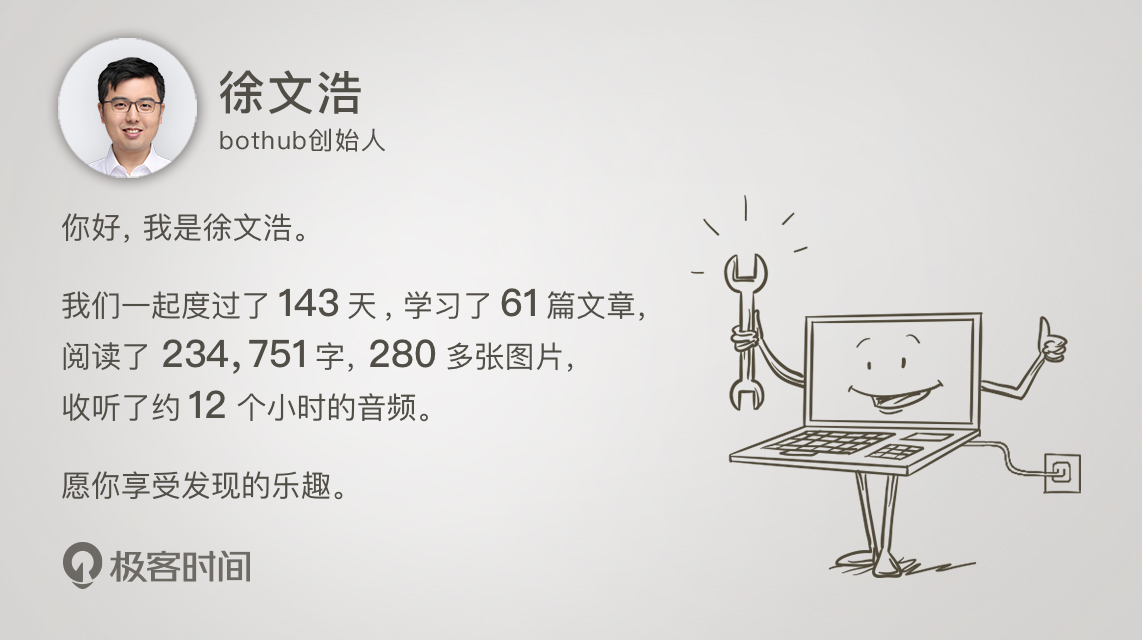 徐文浩
bothub创始人
你好，我是徐文浩。
我们一起度过了 143 天，学习了 61 篇文章，
阅读了 234，751 字，280 多张图片，
收听了约 12 个小时的音频。
愿你享受发现的乐趣。
极客时间